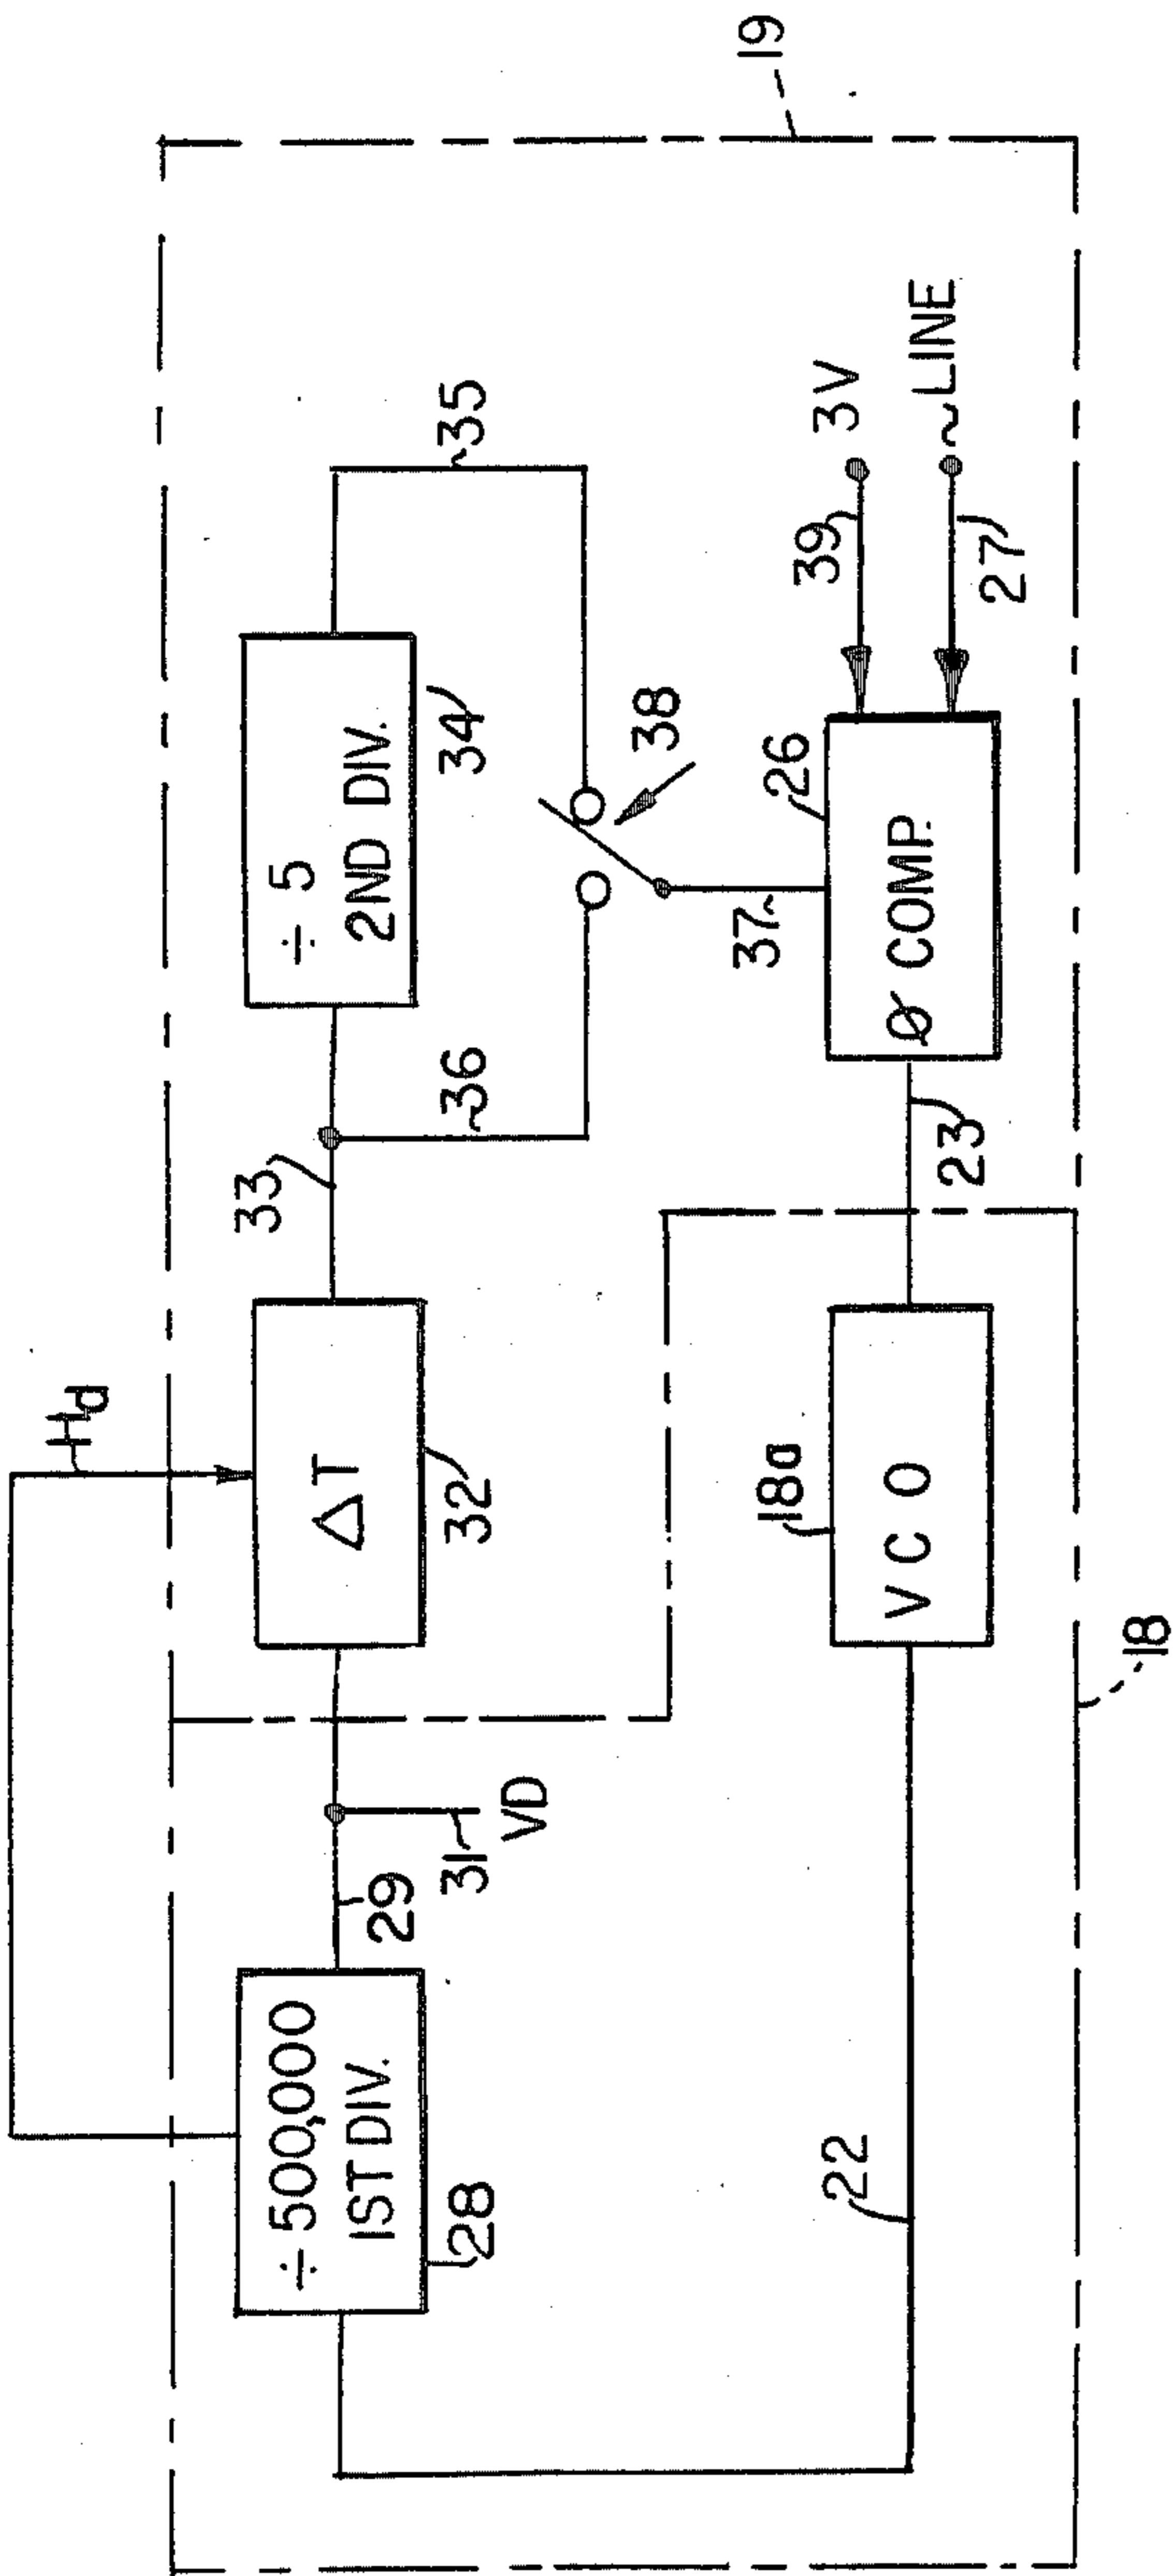 Hd
19
÷ 500,000
1ST DIV.
28
29
31
VD
ΔT
32
33
÷ 5
2ND DIV.
34
35
36
38
37
39
3V
~LINE
27
26
Ø COMP.
23
18a
V C O
22
18